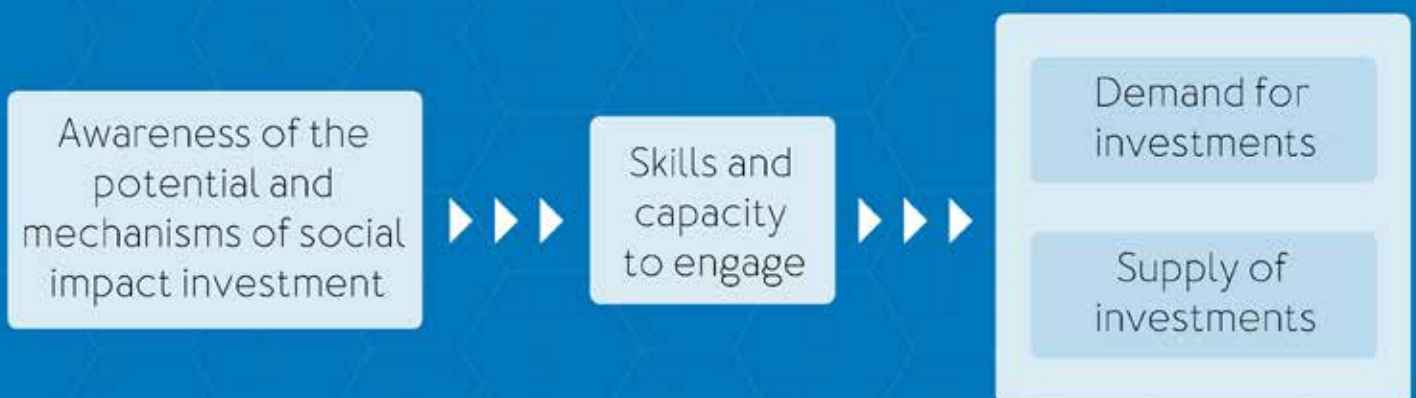 Awareness of the
potential and
mechanisms of social
impact investment
Skills and
capacity
to engage
Demand for
investments
Supply of
investments